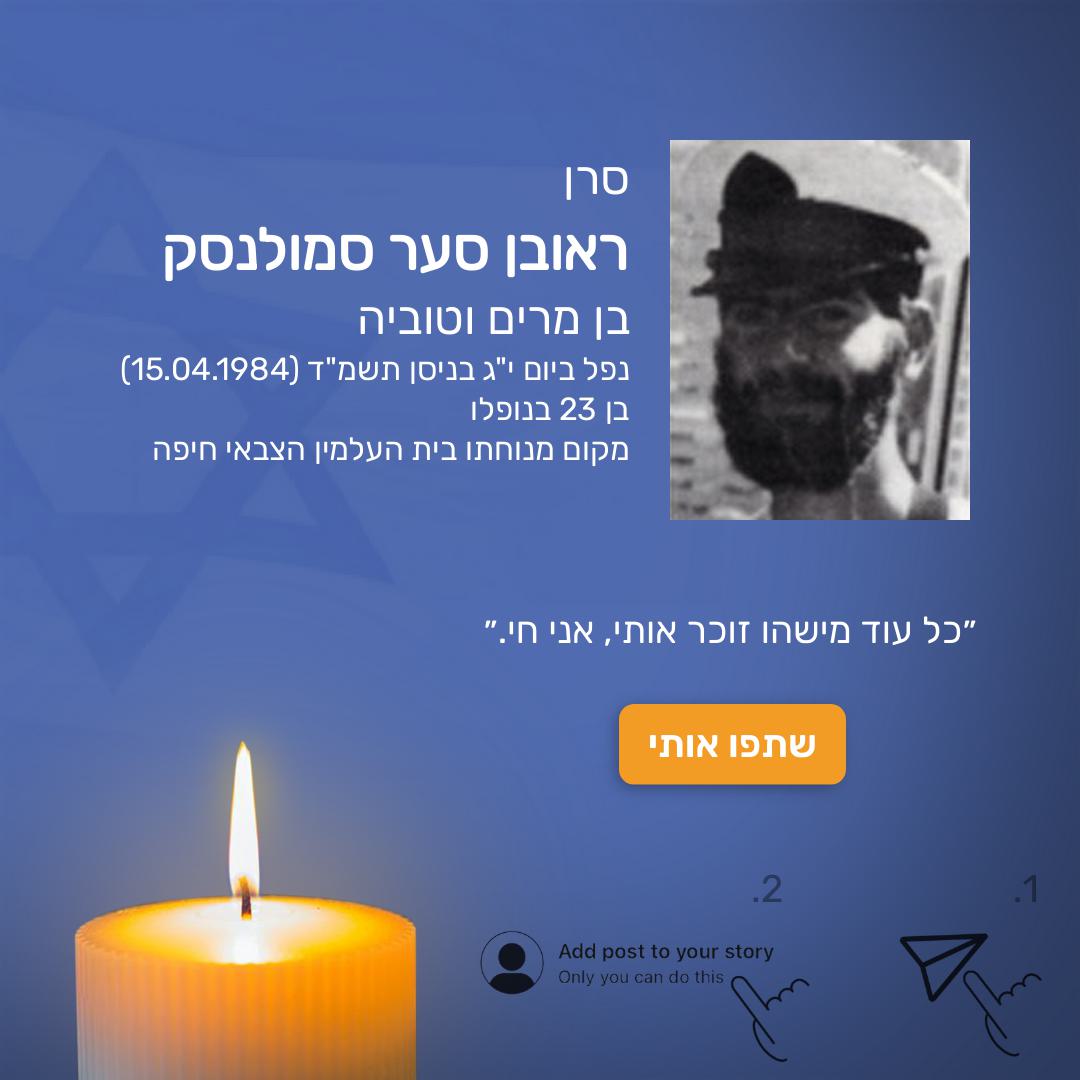 סרן
ראובן סער סמולנסק
בן מרים וטוביה
נפל ביום י"ג בניסן תשמ"ד (15.04.1984)
בן 23 בנופלו
מקום מנוחתו בית העלמין הצבאי חיפה
״כל עוד מישהו זוכר אותי, אני חי.״
שתפו אותי
1.
2.
Add post to your story
Only you can do this